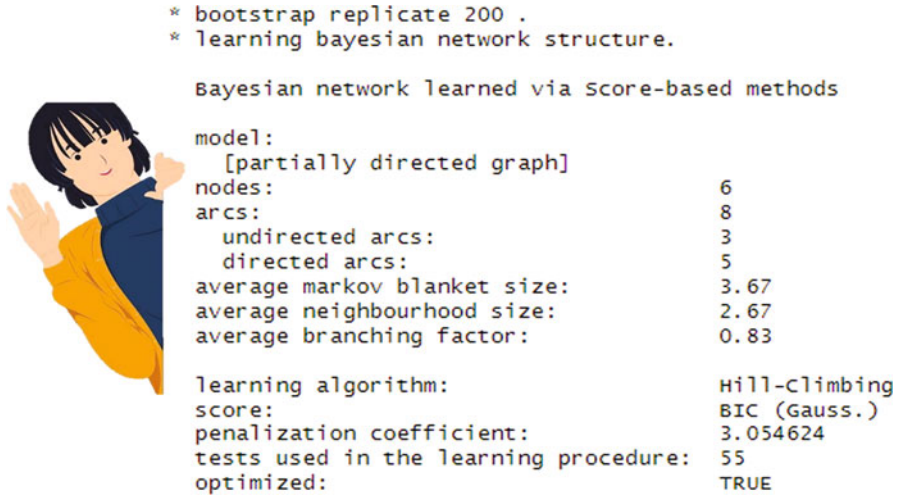 * bootstrap replicate 200 .
* learning bayesian network structure.
Bayesian network learned via Score-based methods
model:
[partially directed graph]
nodes: 6
arcs: 8
undirected arcs: 3
directed arcs: 5
average markov blanket size: 3.67
average neighbourhood size: 2.67
average branching factor: 0.83
learning algorithm: Hill-Climbing
score: BIC (Gauss.)
penalization coefficient: 3.054624
tests used in the learning procedure: 55
optimized: TRUE